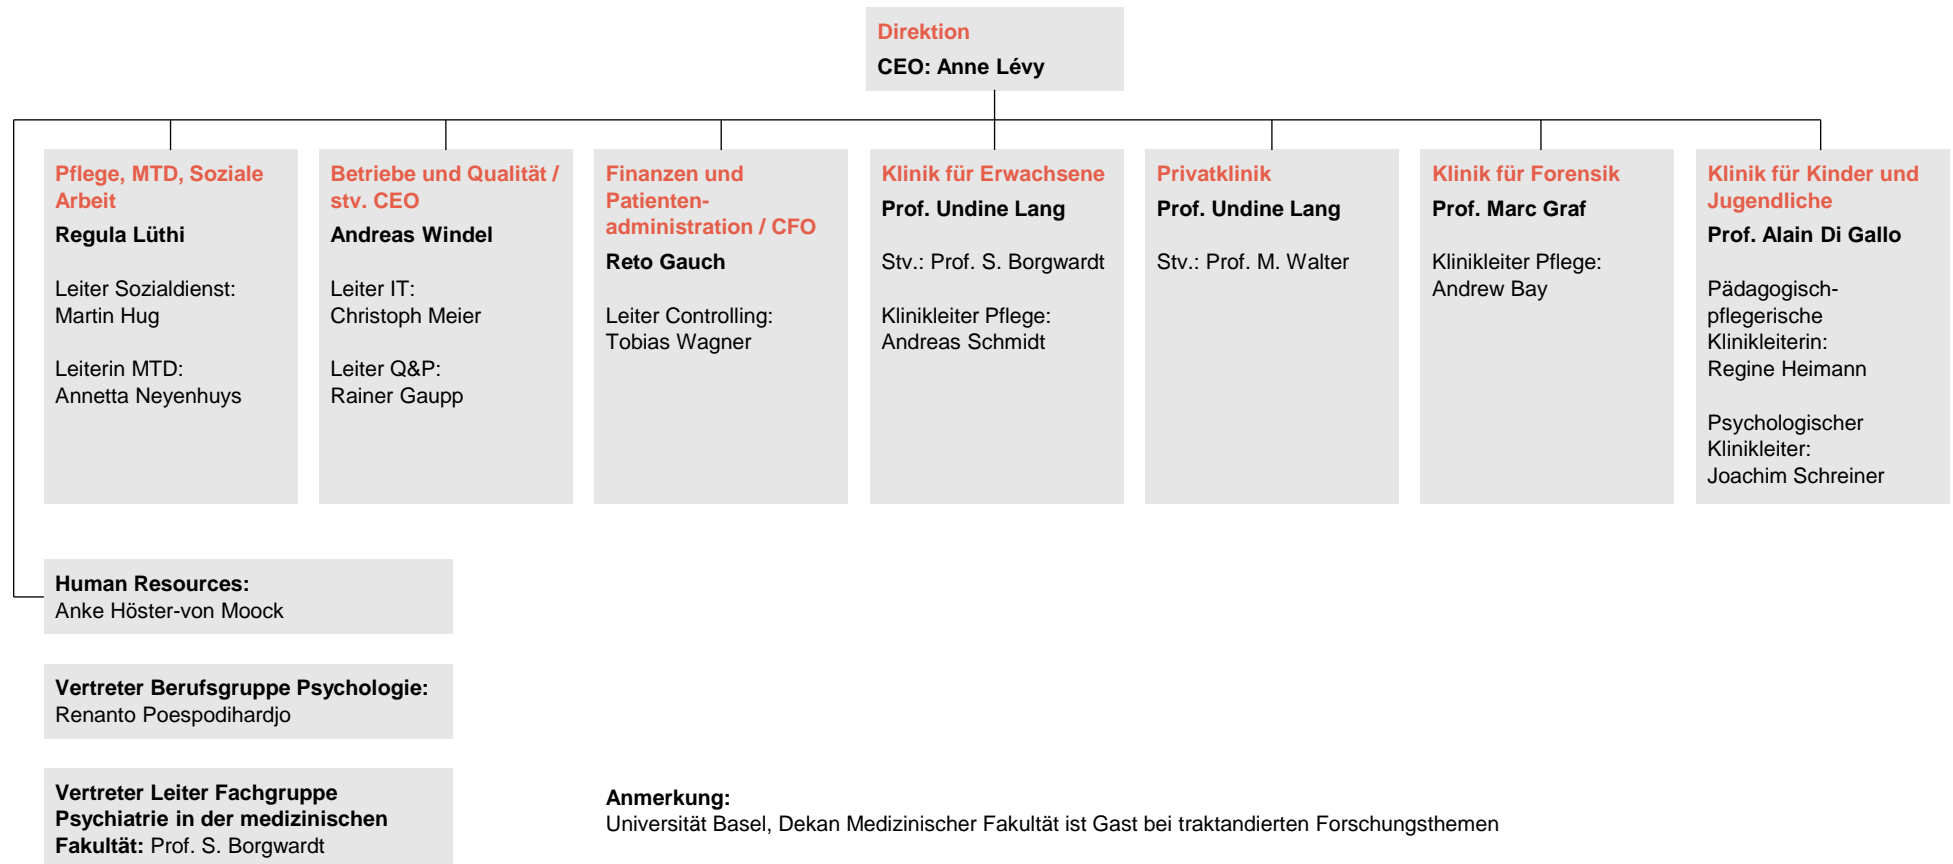 Direktion
CEO: Anne Lévy
Pflege, MTD, Soziale
Arbeit
Regula Lüthi
Leiter Sozialdienst:
Martin Hug
Leiterin MTD:
Annetta Neyenhuys
Betriebe und Qualität /
stv. CEO
Andreas Windel
Leiter IT:
Christoph Meier
Leiter Q&P:
Rainer Gaupp
Finanzen und
Patienten-
administration / CFO
Reto Gauch
Leiter Controlling:
Tobias Wagner
Klinik für Erwachsene
Prof. Undine Lang
Stv.: Prof. S. Borgwardt
Klinikleiter Pflege:
Andreas Schmidt
Privatklinik
Prof. Undine Lang
Stv.: Prof. M. Walter
Klinik für Forensik
Prof. Marc Graf
Klinikleiter Pflege:
Andrew Bay
Klinik für Kinder und
Jugendliche
Prof. Alain Di Gallo
Pädagogisch-
pflegerische
Klinikleiterin:
Regine Heimann
Psychologischer
Klinikleiter:
Joachim Schreiner
Human Resources:
Anke Höster-von Moock
Vertreter Berufsgruppe Psychologie:
Renanto Poespodihardjo
Vertreter Leiter Fachgruppe
Psychiatrie in der medizinischen
Fakultät: Prof. S. Borgwardt
Anmerkung:
Universität Basel, Dekan Medizinischer Fakultät ist Gast bei traktandierten Forschungsthemen